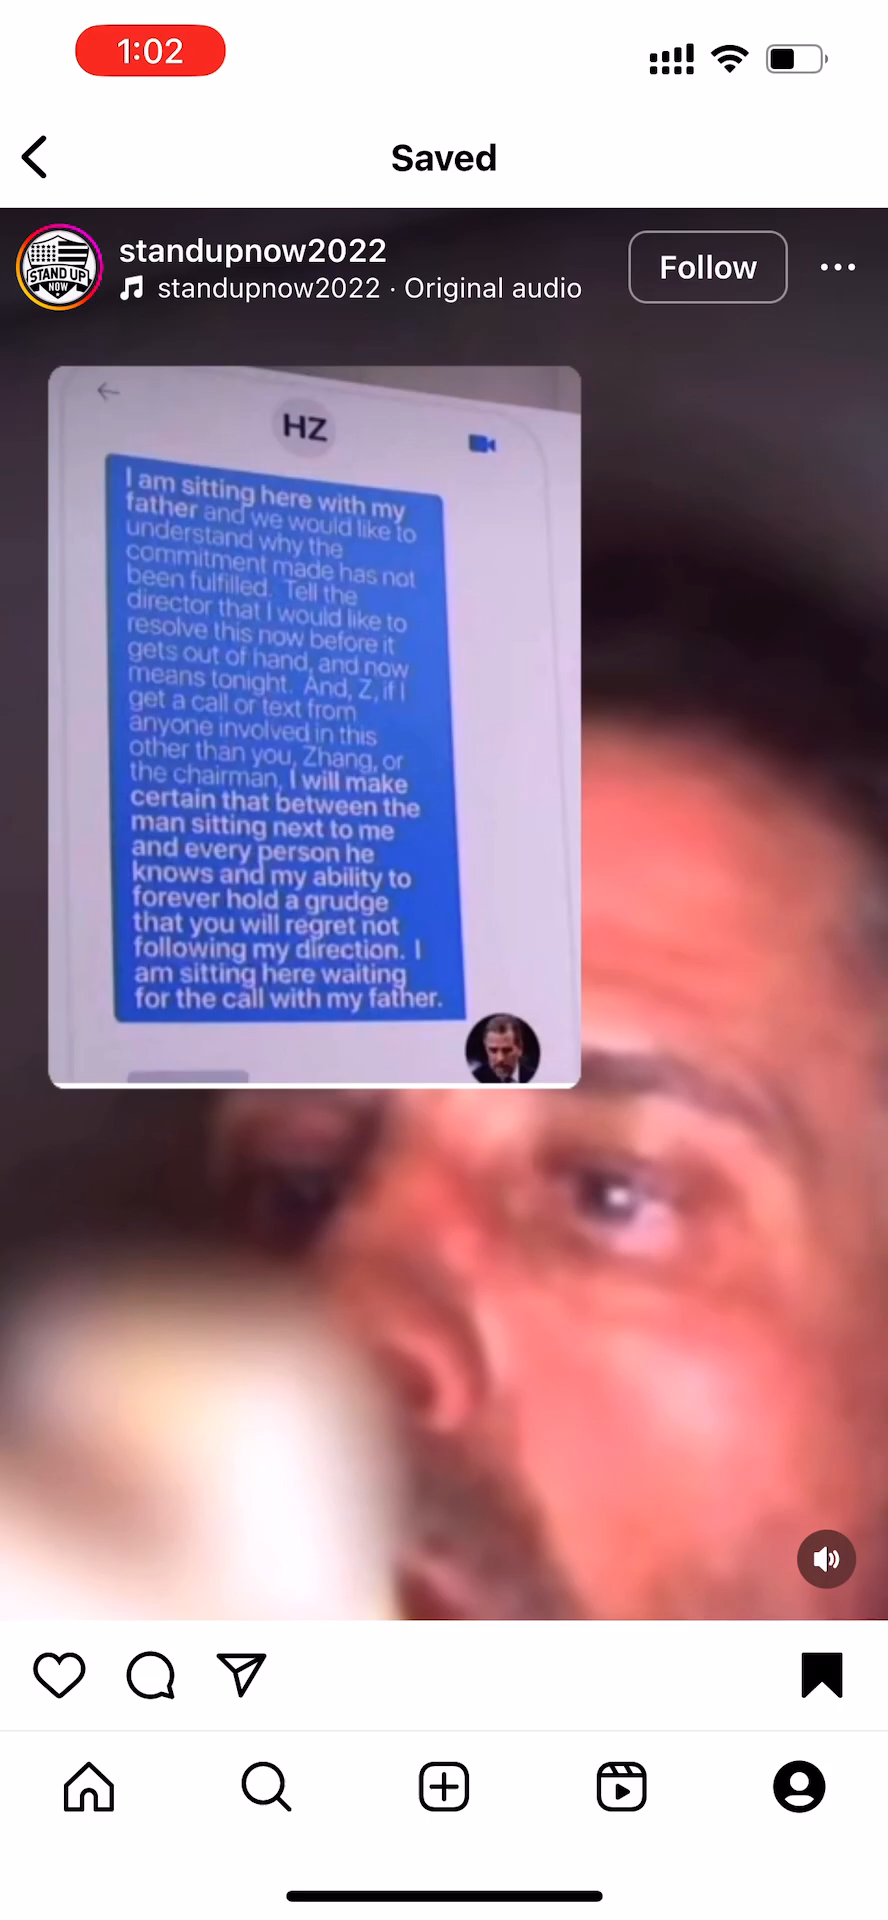 1:02
Saved
standupnow2022
standupnow2022 · Original audio
Follow
STAND UP
NOW
HZ
I am sitting here with my
father and we would like to
understand why the
commitment made has not
been fulfilled. Tell the
director that I would like to
resolve this now before it
gets out of hand, and now
means tonight. And, Z, if I
get a call or text from
anyone involved in this
other than you, Zhang, or
the chairman, I will make
certain that between the
man sitting next to me
and every person he
knows and my ability to
forever hold a grudge
that you will regret not
following my direction. I
am sitting here waiting
for the call with my father.